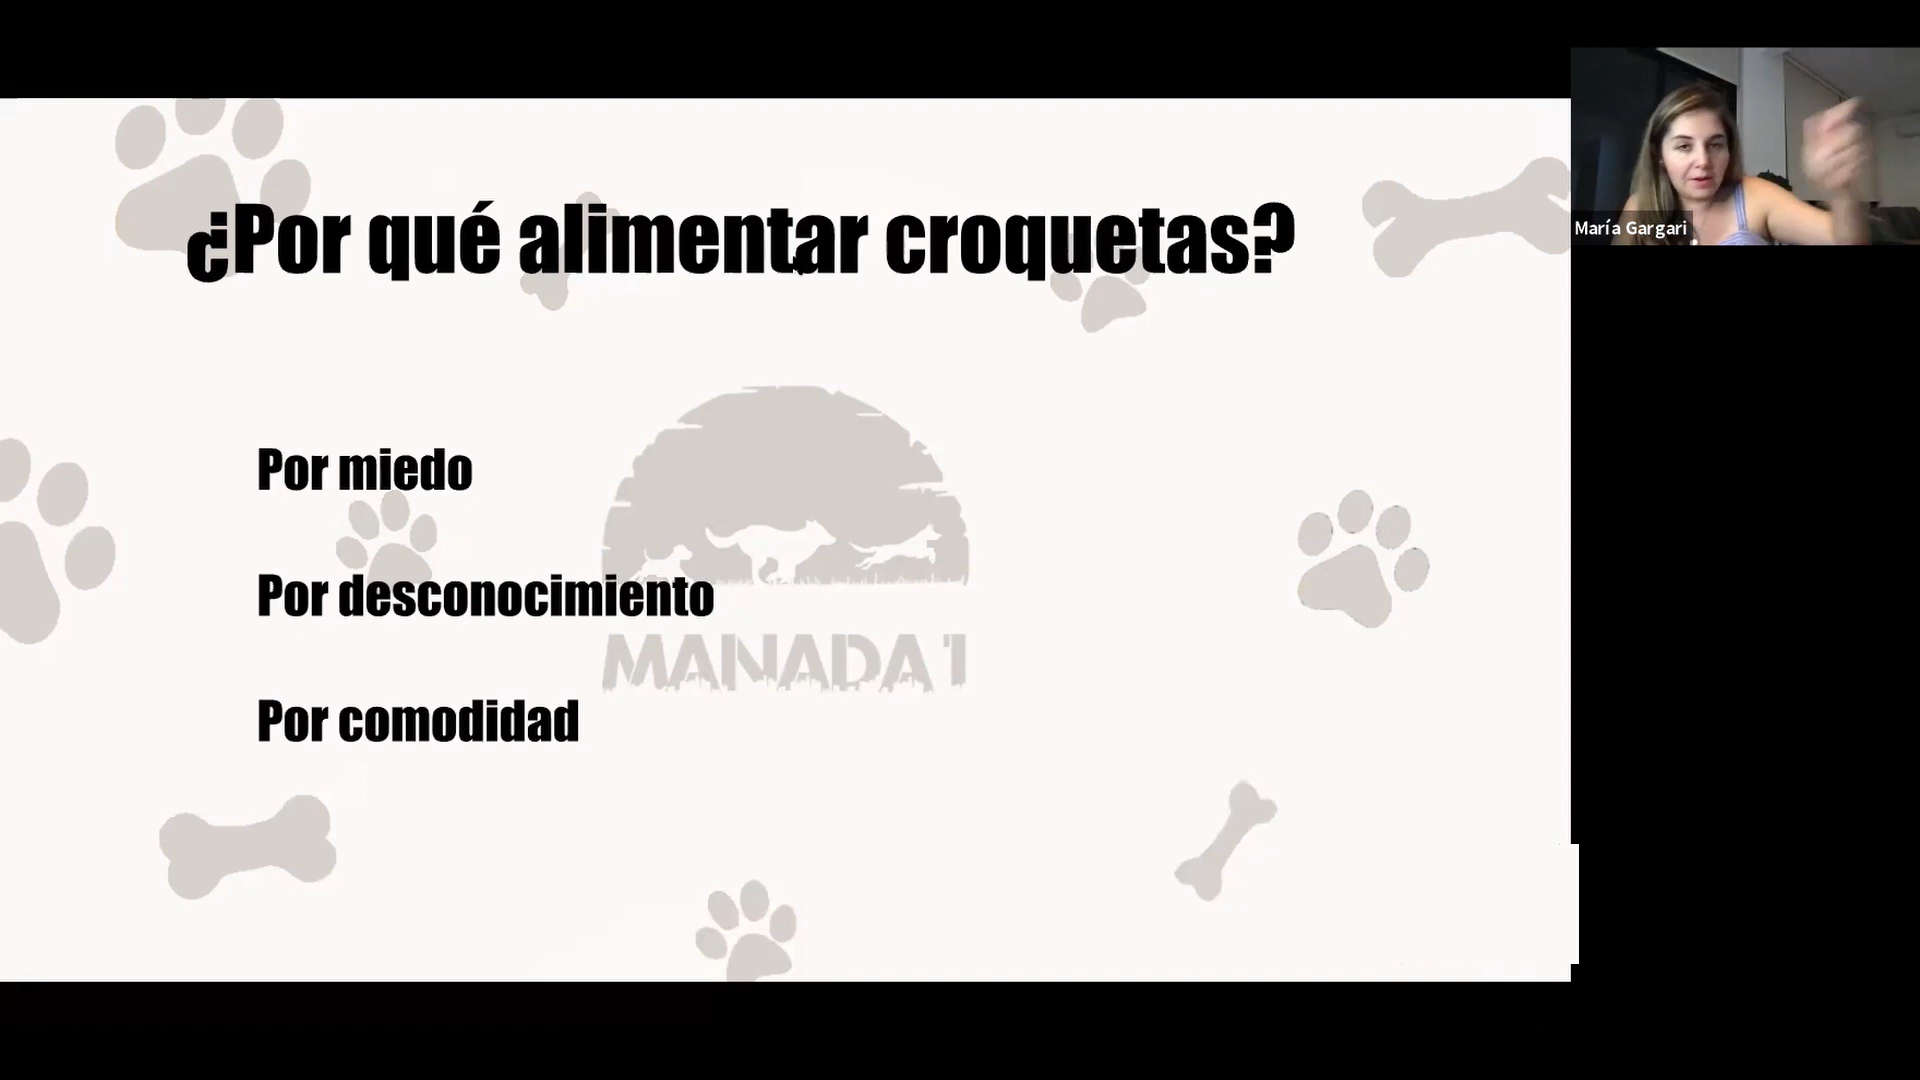 ¿Por qué alimentar croquetas?
María Gargari
Por miedo
Por desconocimiento
MANADA 1
Por comodidad